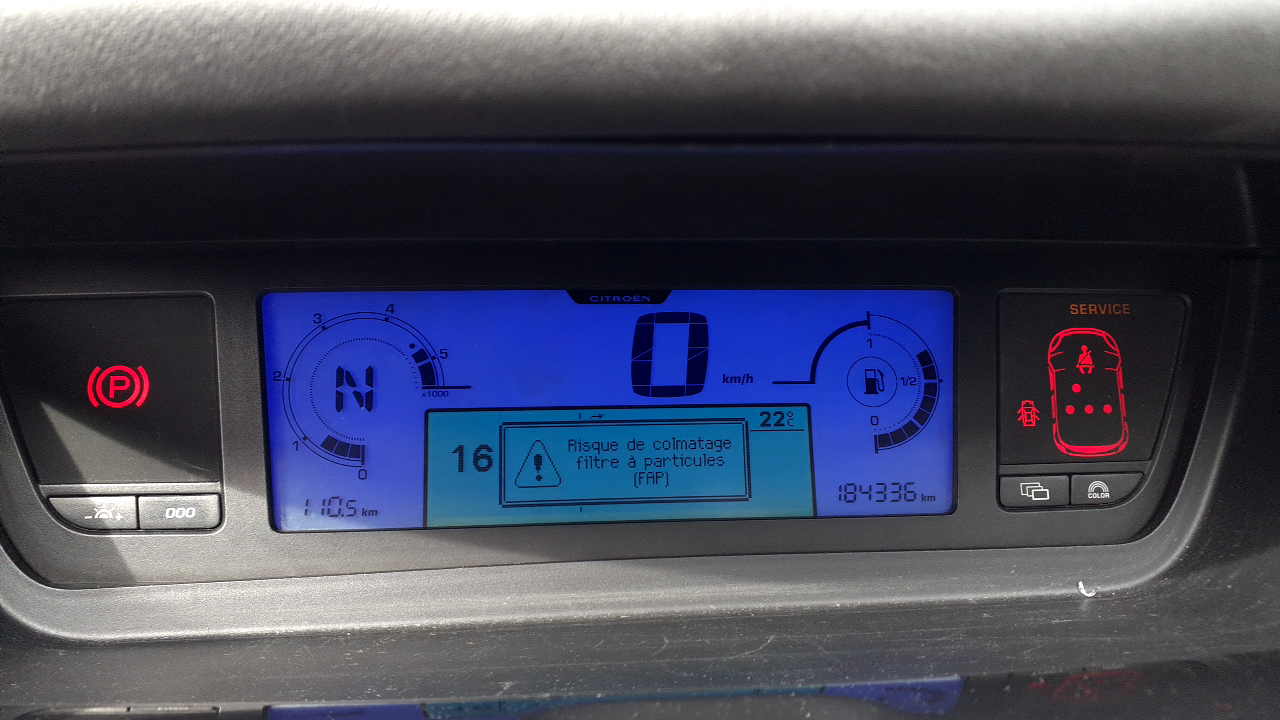 CITROËN
SERVICE
P
4
3
5
2
x1000
1
0
N
0
km/h
1
1/2
0
22°C
16
Risque de colmatage
filtre à particules
(FAP)
110.5 km
184336 km
- +
000
COLOR